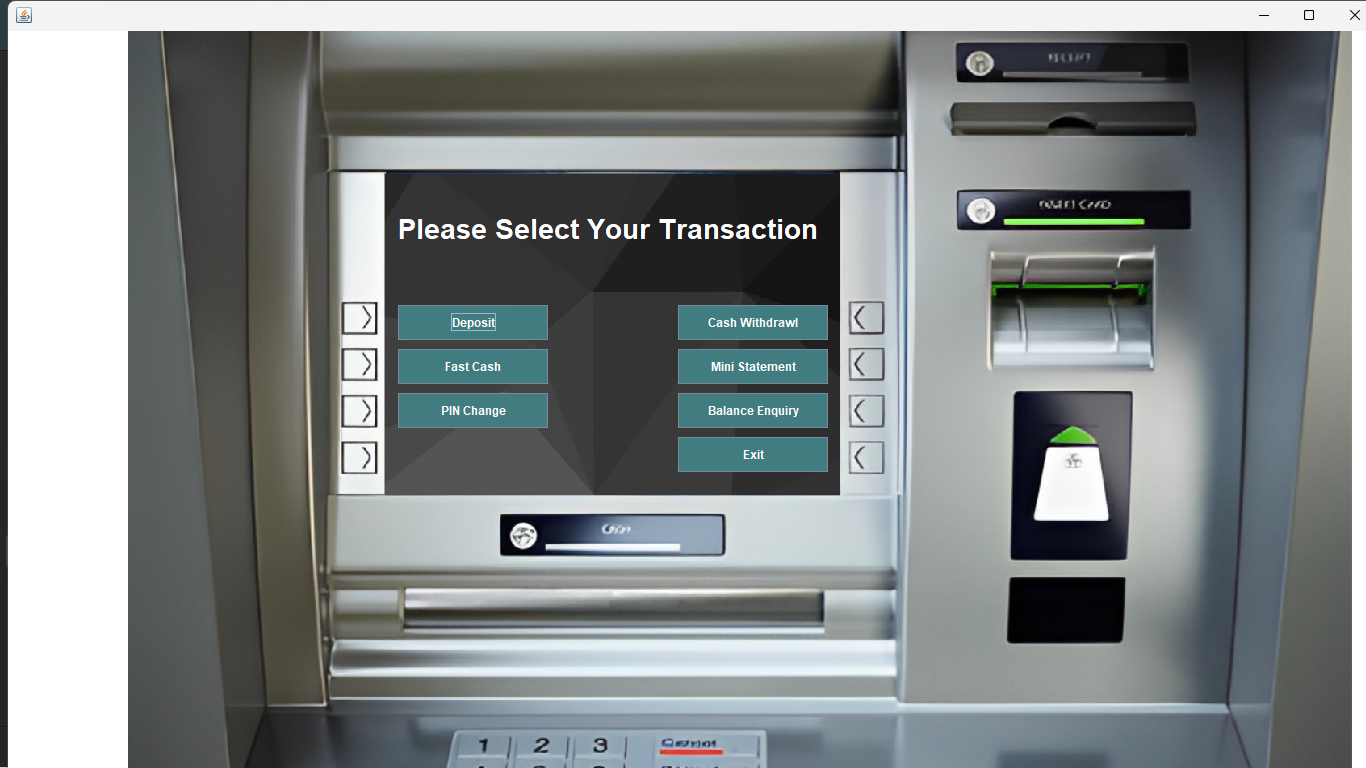 Please Select Your Transaction
Deposit
Cash Withdrawl
Fast Cash
Mini Statement
PIN Change
Balance Enquiry
Exit
1 2 3